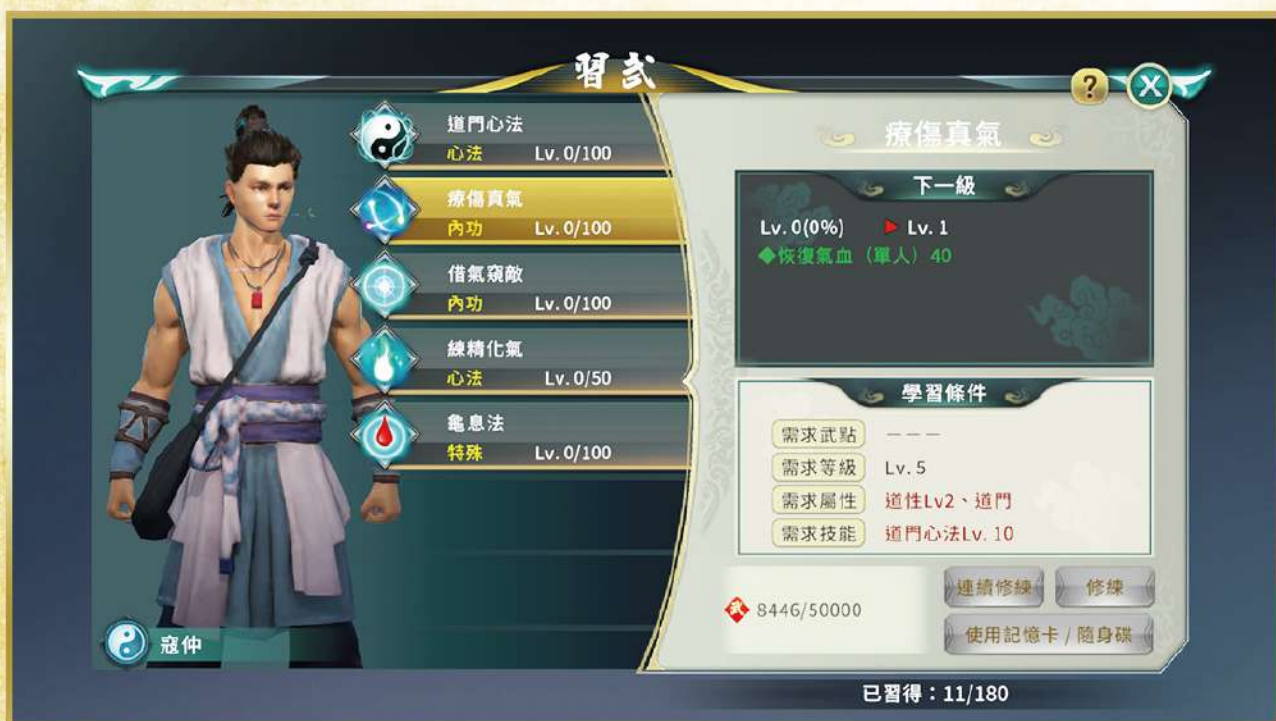 習武
?
X
道門心法
心法 Lv. 0/100
療傷真氣
內功 Lv. 0/100
借氣窺敵
內功 Lv. 0/100
練精化氣
心法 Lv. 0/50
龜息法
特殊 Lv. 0/100
寇仲
療傷真氣
下一級
Lv. 0(0%) ▶ Lv. 1
◆恢復氣血（單人）40
學習條件
需求武點 — — —
需求等級 Lv. 5
需求屬性 道性Lv2、道門
需求技能 道門心法Lv. 10
武 8446/50000
連續修練 修練
使用記憶卡 / 隨身碟
已習得：11/180